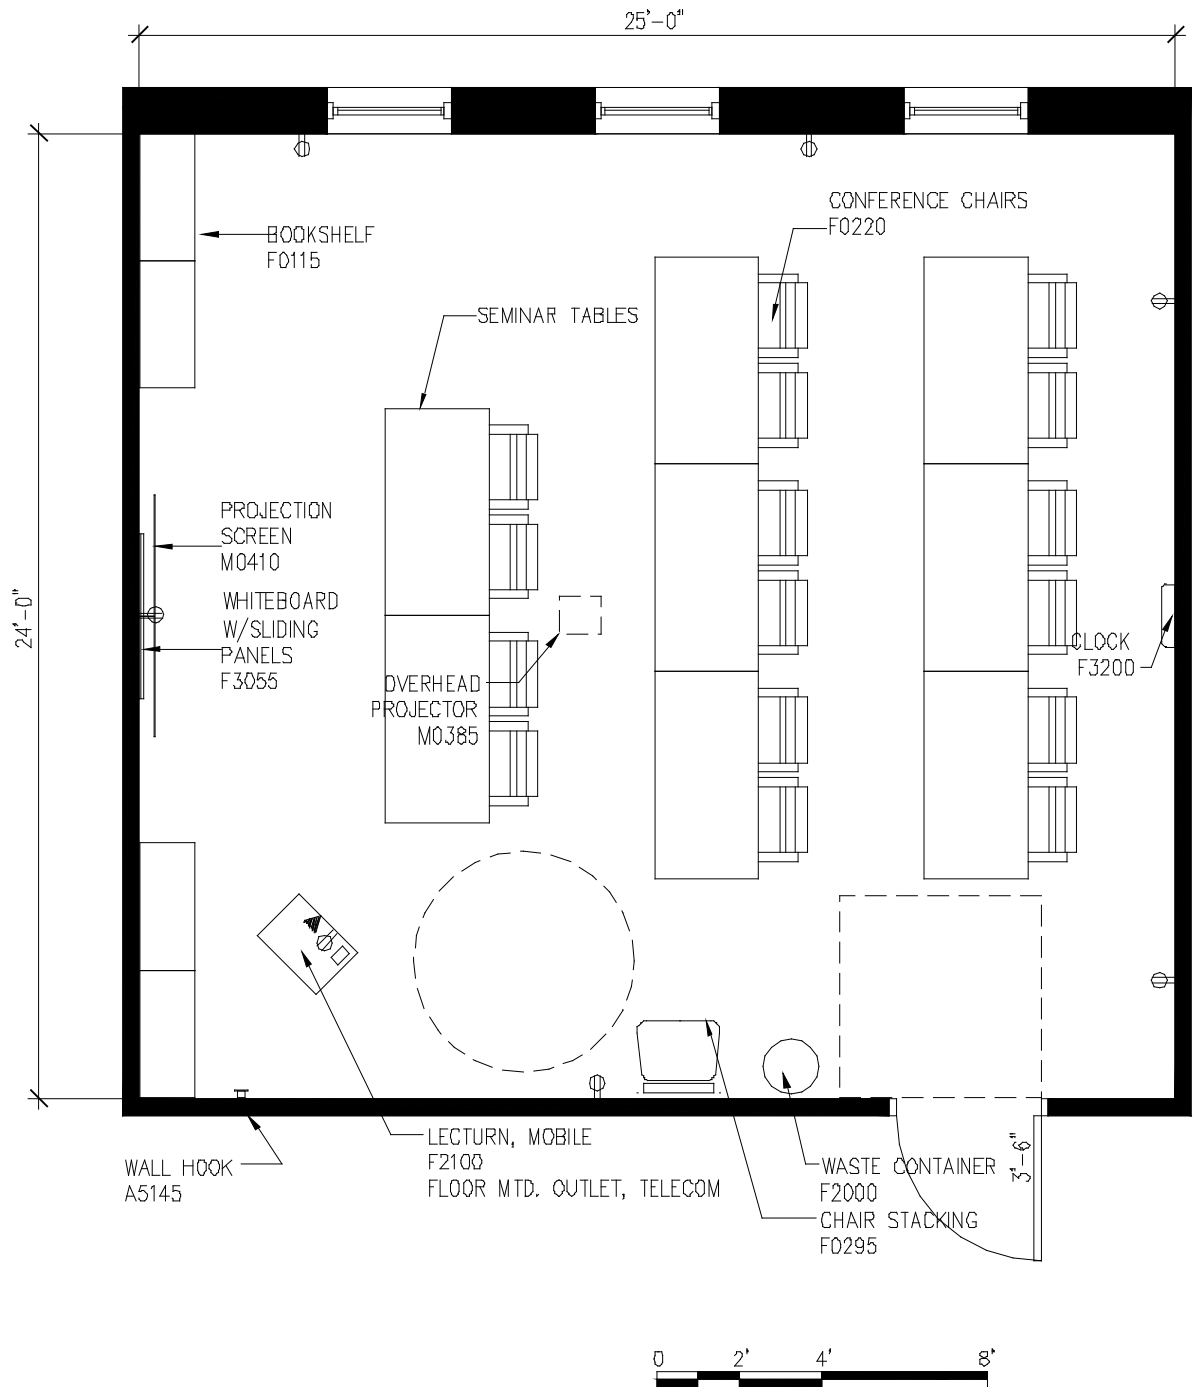 25'-0"
CONFERENCE CHAIRS
F0220
BOOKSHELF
F0115
SEMINAR TABLES
PROJECTION
SCREEN
M0410
24'-0"
WHITEBOARD
W/SLIDING
PANELS
F3055
CLOCK
F3200
OVERHEAD
PROJECTOR
M0385
LECTURN, MOBILE
F2100
FLOOR MTD. OUTLET, TELECOM
WALL HOOK
A5145
WASTE CONTAINER
F2000
CHAIR STACKING
F0295
3'-6"
0 2' 4' 8'